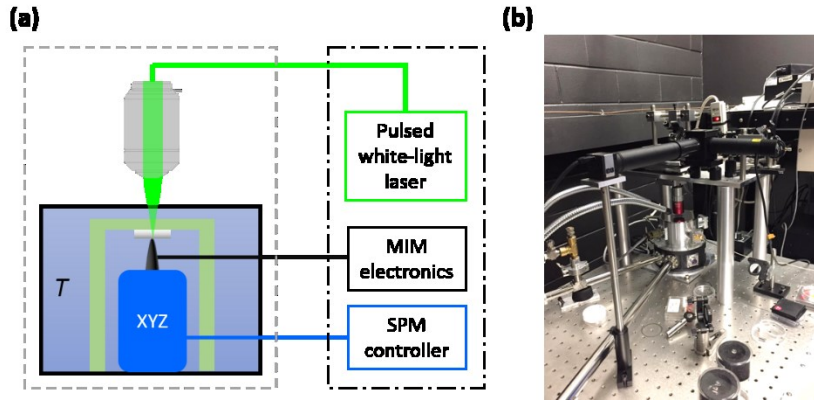 (a)
(b)
Pulsed
white-light
laser
MIM
electronics
T
XYZ
SPM
controller